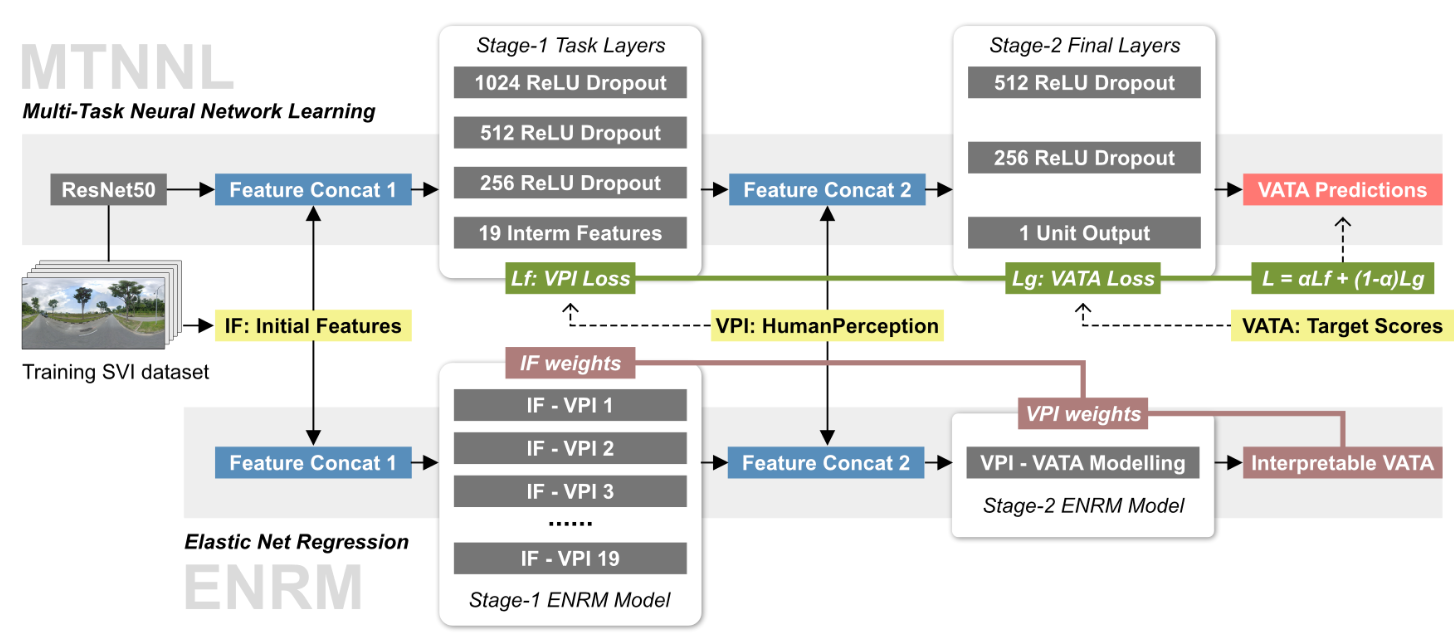 MTNNL
Multi-Task Neural Network Learning
Stage-1 Task Layers
1024 ReLU Dropout
512 ReLU Dropout
256 ReLU Dropout
19 Interm Features
Stage-2 Final Layers
512 ReLU Dropout
256 ReLU Dropout
1 Unit Output
ResNet50
Feature Concat 1
Feature Concat 2
VATA Predictions
Lf: VPI Loss
Lg: VATA Loss
L = αLf + (1-α)Lg
IF: Initial Features
VPI: HumanPerception
VATA: Target Scores
Training SVI dataset
IF weights
IF - VPI 1
IF - VPI 2
IF - VPI 3
......
IF - VPI 19
Stage-1 ENRM Model
Feature Concat 1
Feature Concat 2
VPI weights
VPI - VATA Modelling
Stage-2 ENRM Model
Interpretable VATA
Elastic Net Regression
ENRM